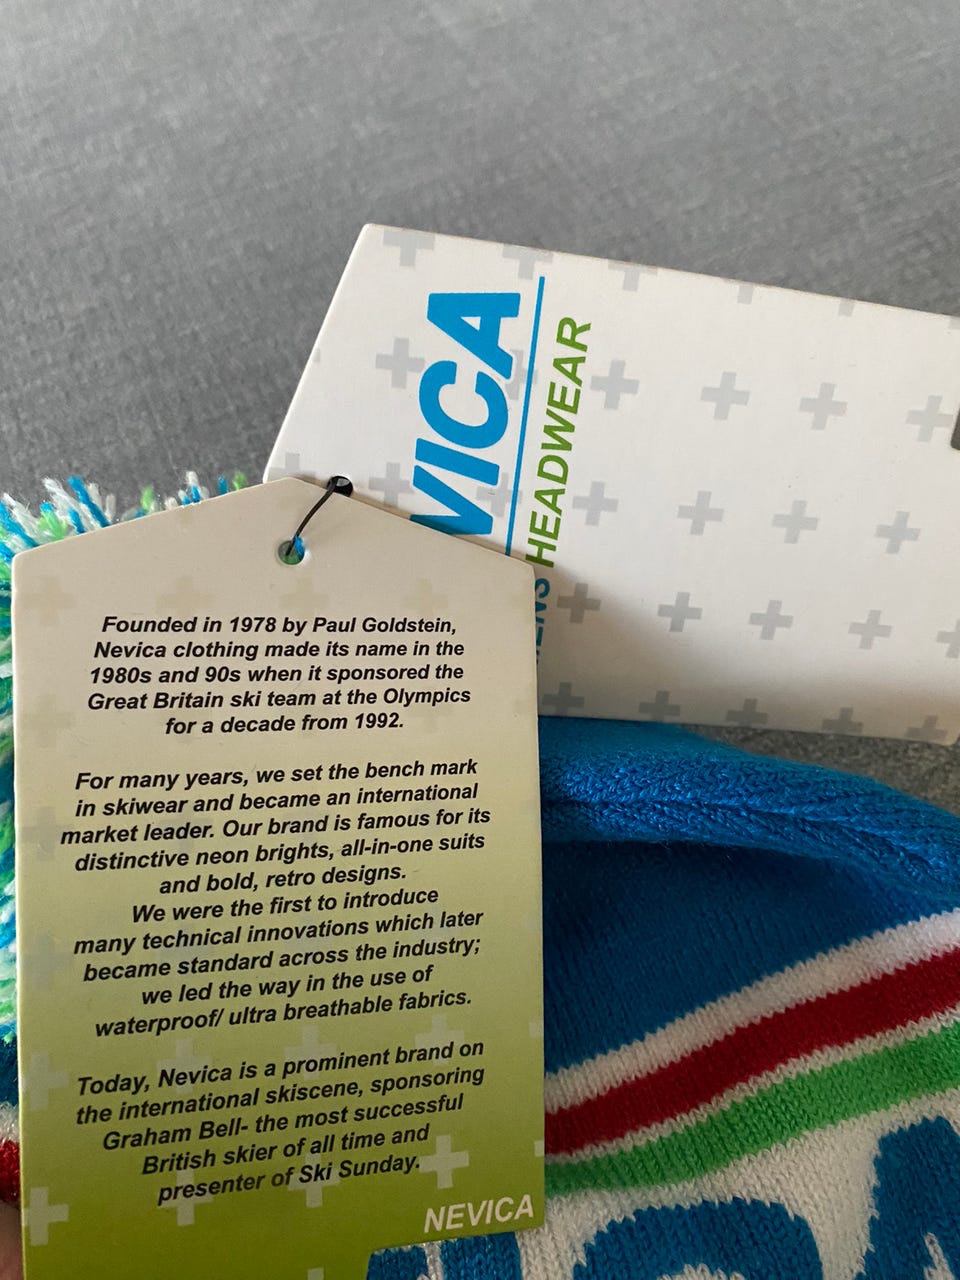 VICA
HEADWEAR
ENS
Founded in 1978 by Paul Goldstein,
Nevica clothing made its name in the
1980s and 90s when it sponsored the
Great Britain ski team at the Olympics
for a decade from 1992.
For many years, we set the bench mark
in skiwear and became an international
market leader. Our brand is famous for its
distinctive neon brights, all-in-one suits
and bold, retro designs.
We were the first to introduce
many technical innovations which later
became standard across the industry;
we led the way in the use of
waterproof/ ultra breathable fabrics.
Today, Nevica is a prominent brand on
the international skiscene, sponsoring
Graham Bell- the most successful
British skier of all time and
presenter of Ski Sunday.
NEVICA